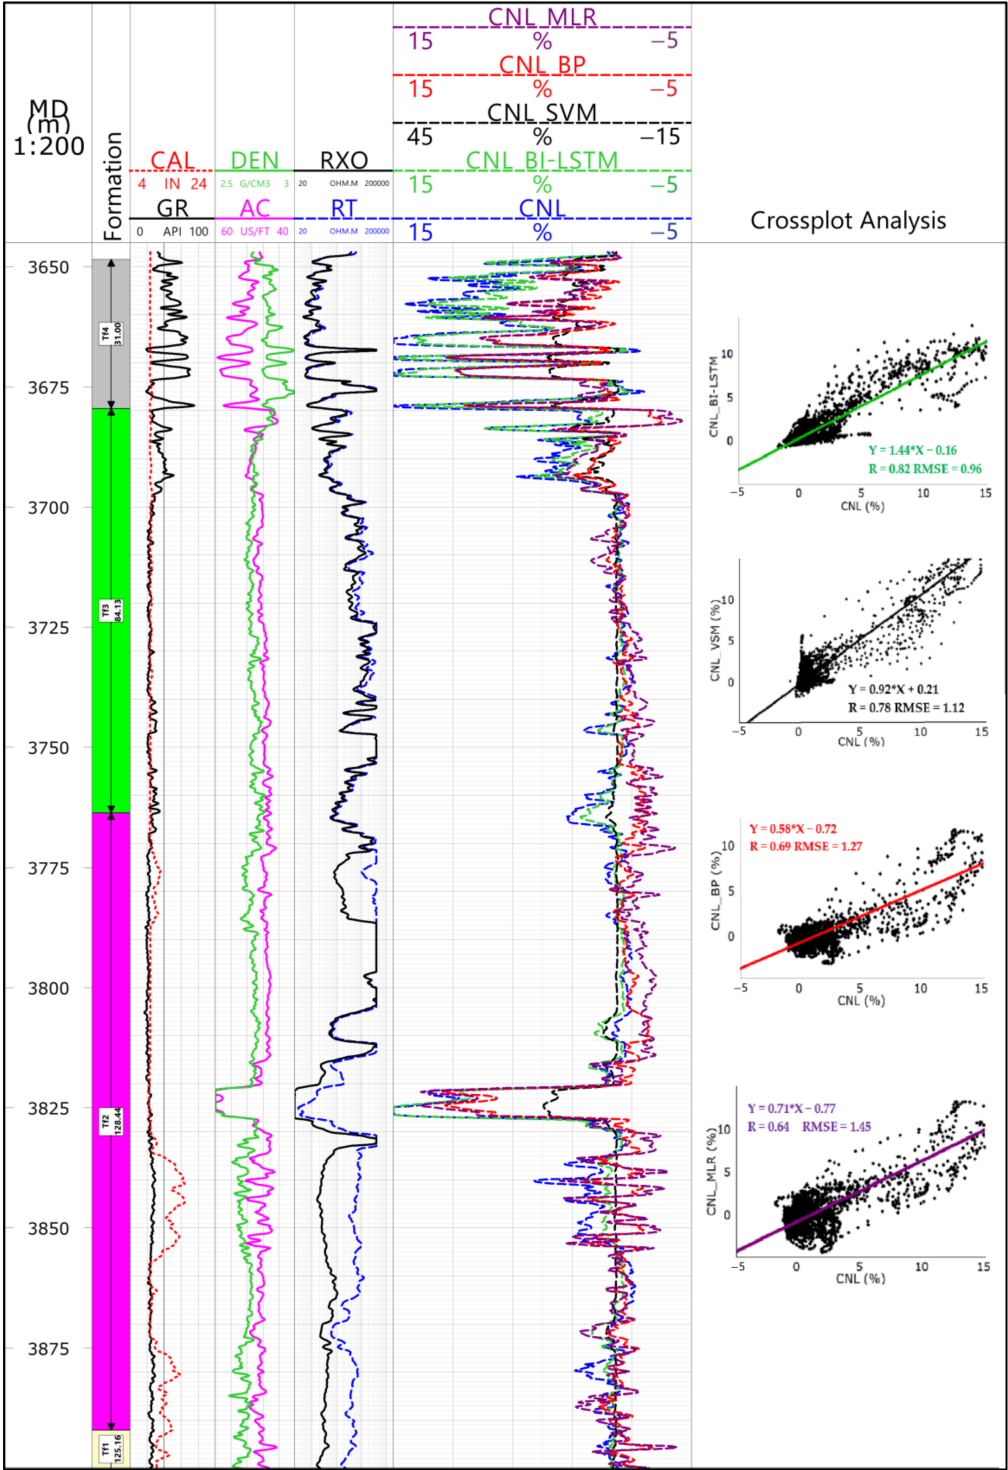 CNL_MLR
15 % −5
CNL_BP
15 % −5
CNL_SVM
45 % −15
CNL_BI-LSTM
15 % −5
CNL
15 % −5
MD
(m)
1:200
Formation
CAL
4 IN 24
GR
0 API 100
DEN
2.5 G/CM3 3
AC
60 US/FT 40
RXO
20 OHM.M 200000
RT
20 OHM.M 200000
Crossplot Analysis
3650
3675
3700
3725
3750
3775
3800
3825
3850
3875
Tf4
31.00
Tf3
84.13
Tf2
128.44
Tf1
125.16
CNL_BI-LSTM
10
5
0
Y = 1.44*X − 0.16
R = 0.82 RMSE = 0.96
−5 0 5 10 15
CNL (%)
CNL_VSM (%)
10
5
0
Y = 0.92*X + 0.21
R = 0.78 RMSE = 1.12
−5 0 5 10 15
CNL (%)
CNL_BP (%)
Y = 0.58*X − 0.72
R = 0.69 RMSE = 1.27
10
5
0
−5 0 5 10 15
CNL (%)
CNL_MLR (%)
Y = 0.71*X − 0.77
R = 0.64 RMSE = 1.45
10
5
0
−5 0 5 10 15
CNL (%)